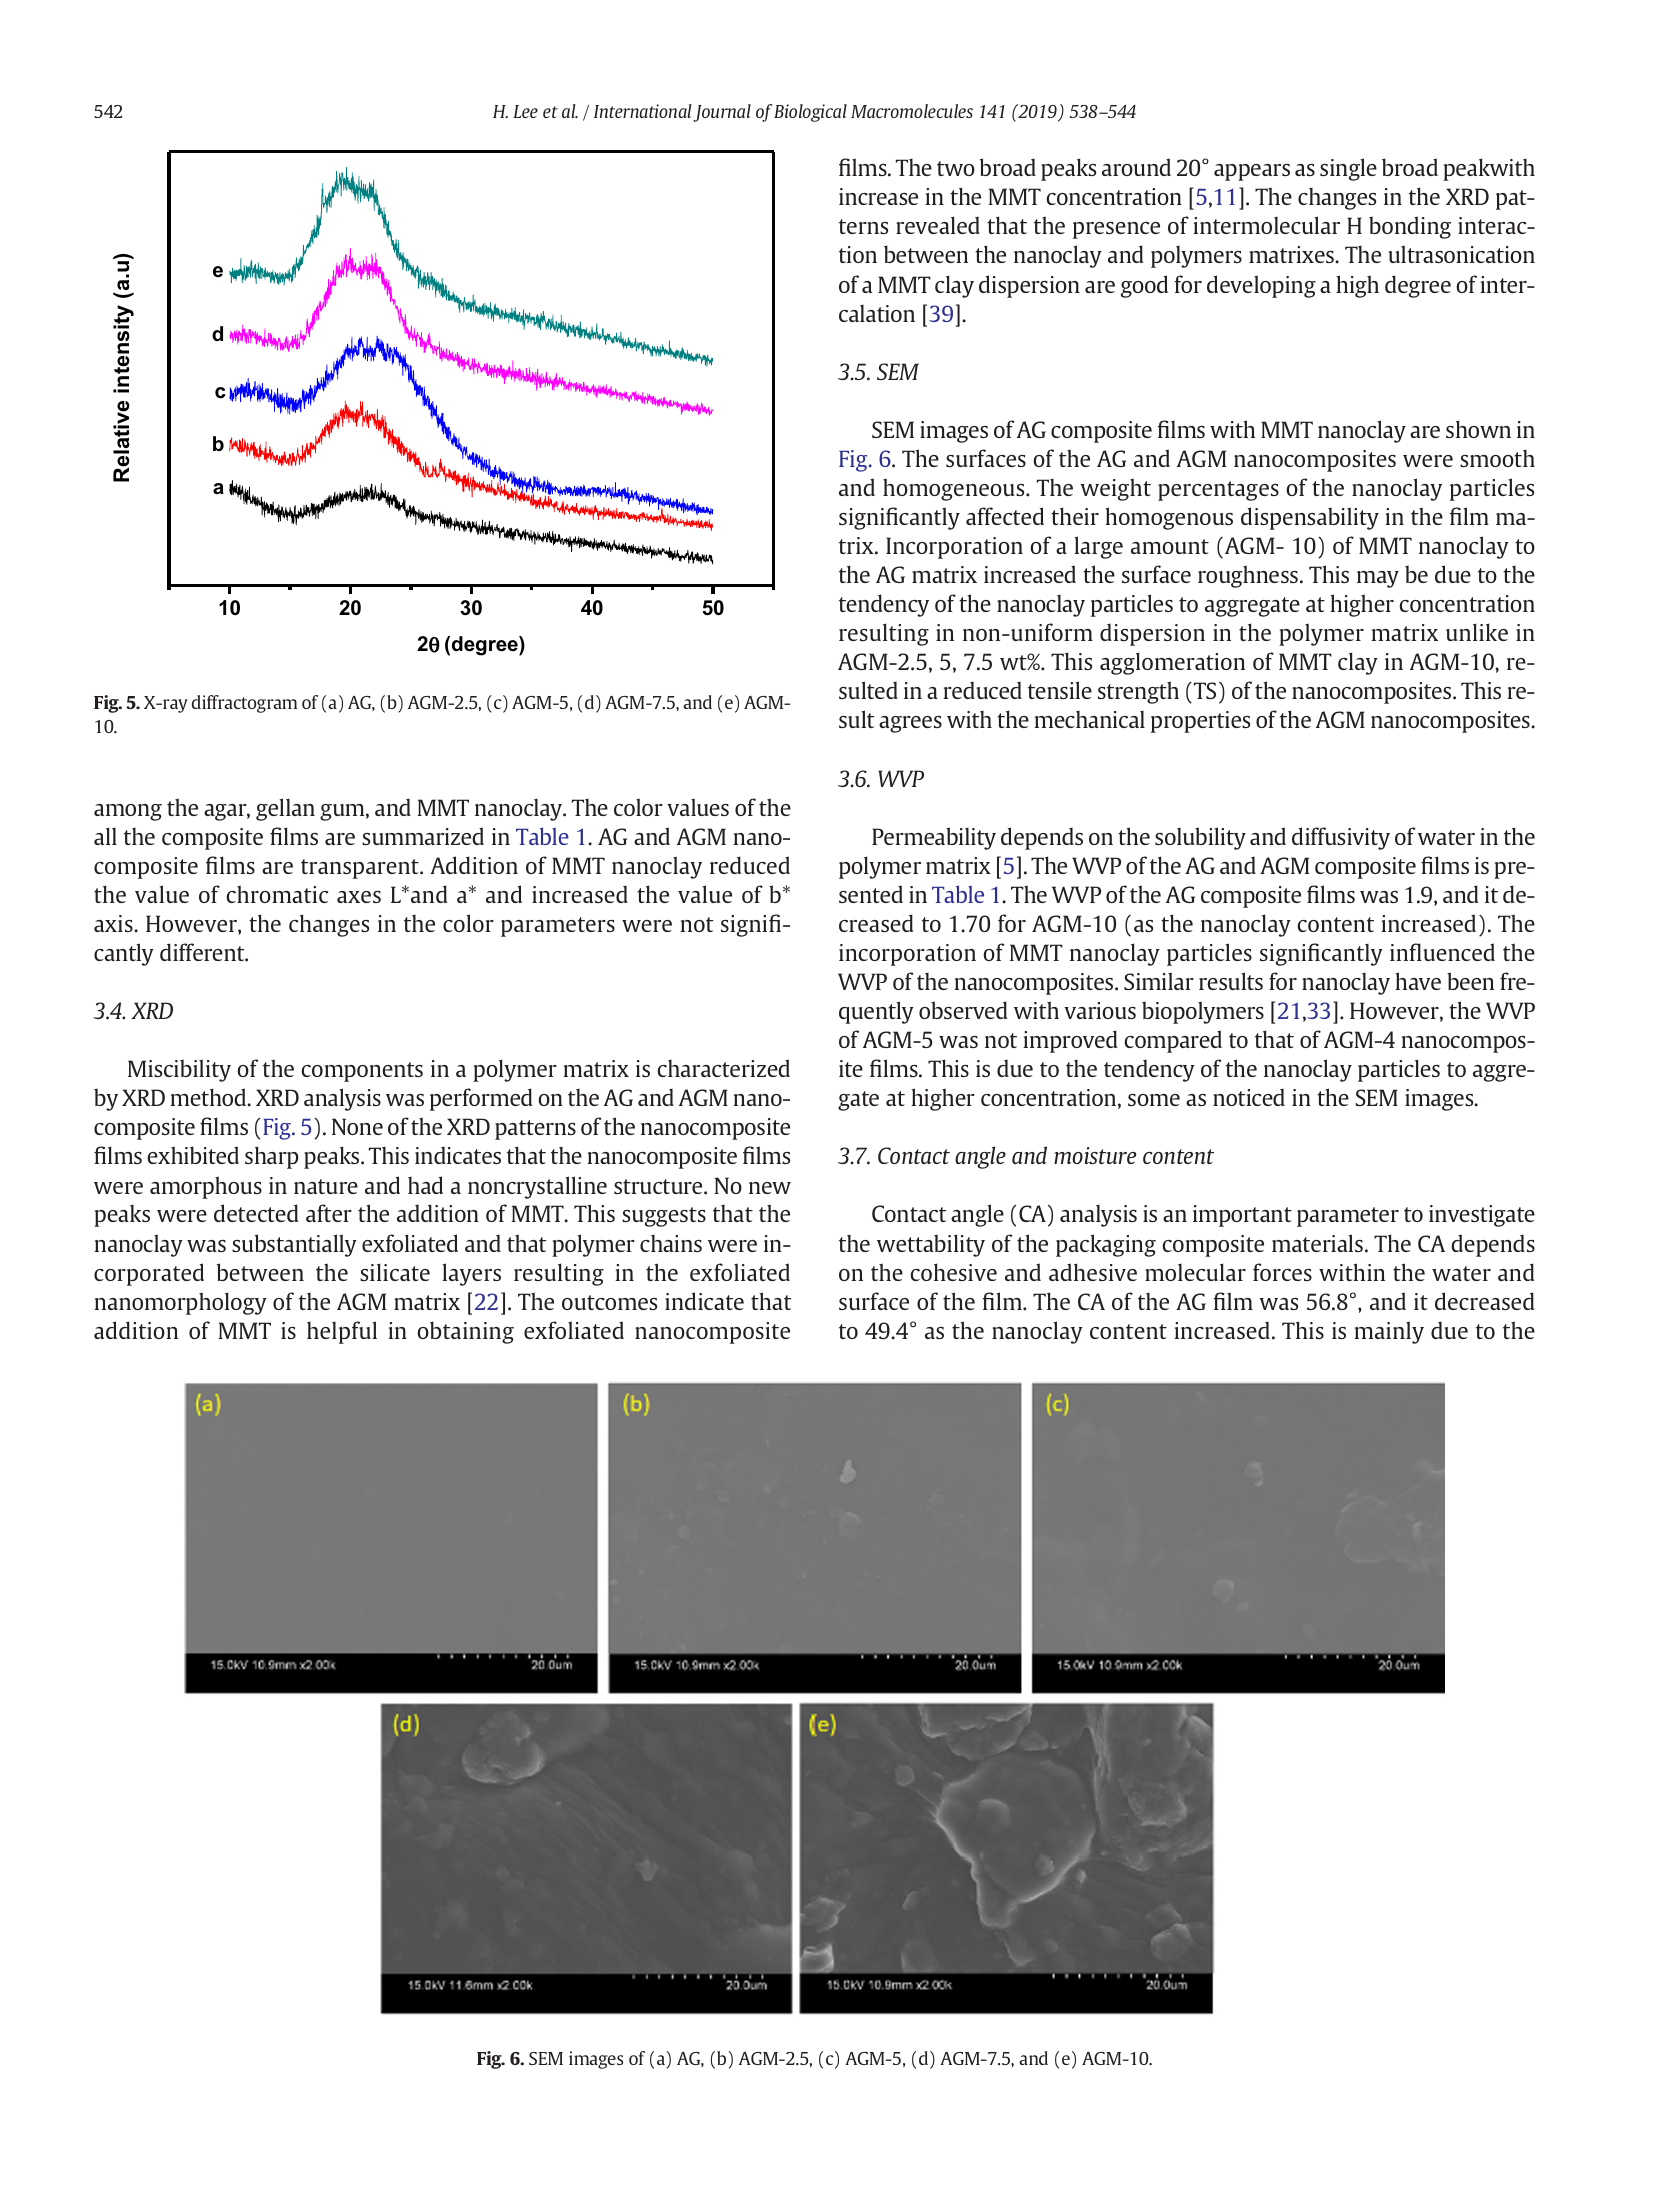 542
H. Lee et al. / International Journal of Biological Macromolecules 141 (2019) 538–544
Relative intensity (a.u)
e
d
c
b
a
10 20 30 40 50
2θ (degree)
Fig. 5. X-ray diffractogram of (a) AG, (b) AGM-2.5, (c) AGM-5, (d) AGM-7.5, and (e) AGM-
10.
among the agar, gellan gum, and MMT nanoclay. The color values of the
all the composite films are summarized in Table 1. AG and AGM nano-
composite films are transparent. Addition of MMT nanoclay reduced
the value of chromatic axes L*and a* and increased the value of b*
axis. However, the changes in the color parameters were not signifi-
cantly different.
3.4. XRD
Miscibility of the components in a polymer matrix is characterized
by XRD method. XRD analysis was performed on the AG and AGM nano-
composite films (Fig. 5). None of the XRD patterns of the nanocomposite
films exhibited sharp peaks. This indicates that the nanocomposite films
were amorphous in nature and had a noncrystalline structure. No new
peaks were detected after the addition of MMT. This suggests that the
nanoclay was substantially exfoliated and that polymer chains were in-
corporated between the silicate layers resulting in the exfoliated
nanomorphology of the AGM matrix [22]. The outcomes indicate that
addition of MMT is helpful in obtaining exfoliated nanocomposite
films. The two broad peaks around 20° appears as single broad peakwith
increase in the MMT concentration [5,11]. The changes in the XRD pat-
terns revealed that the presence of intermolecular H bonding interac-
tion between the nanoclay and polymers matrixes. The ultrasonication
of a MMT clay dispersion are good for developing a high degree of inter-
calation [39].
3.5. SEM
SEM images of AG composite films with MMT nanoclay are shown in
Fig. 6. The surfaces of the AG and AGM nanocomposites were smooth
and homogeneous. The weight percentages of the nanoclay particles
significantly affected their homogenous dispensability in the film ma-
trix. Incorporation of a large amount (AGM- 10) of MMT nanoclay to
the AG matrix increased the surface roughness. This may be due to the
tendency of the nanoclay particles to aggregate at higher concentration
resulting in non-uniform dispersion in the polymer matrix unlike in
AGM-2.5, 5, 7.5 wt%. This agglomeration of MMT clay in AGM-10, re-
sulted in a reduced tensile strength (TS) of the nanocomposites. This re-
sult agrees with the mechanical properties of the AGM nanocomposites.
3.6. WVP
Permeability depends on the solubility and diffusivity of water in the
polymer matrix [5]. The WVP of the AG and AGM composite films is pre-
sented in Table 1. The WVP of the AG composite films was 1.9, and it de-
creased to 1.70 for AGM-10 (as the nanoclay content increased). The
incorporation of MMT nanoclay particles significantly influenced the
WVP of the nanocomposites. Similar results for nanoclay have been fre-
quently observed with various biopolymers [21,33]. However, the WVP
of AGM-5 was not improved compared to that of AGM-4 nanocompos-
ite films. This is due to the tendency of the nanoclay particles to aggre-
gate at higher concentration, some as noticed in the SEM images.
3.7. Contact angle and moisture content
Contact angle (CA) analysis is an important parameter to investigate
the wettability of the packaging composite materials. The CA depends
on the cohesive and adhesive molecular forces within the water and
surface of the film. The CA of the AG film was 56.8°, and it decreased
to 49.4° as the nanoclay content increased. This is mainly due to the
(a) (b) (c)
15.0kV 10.9mm x2.00k 20.0um 15.0kV 10.9mm x2.00k 20.0um 15.0kV 10.9mm x2.00k 20.0um
(d) (e)
15.0kV 11.6mm x2.00k 20.0um 15.0kV 10.9mm x2.00k 20.0um
Fig. 6. SEM images of (a) AG, (b) AGM-2.5, (c) AGM-5, (d) AGM-7.5, and (e) AGM-10.